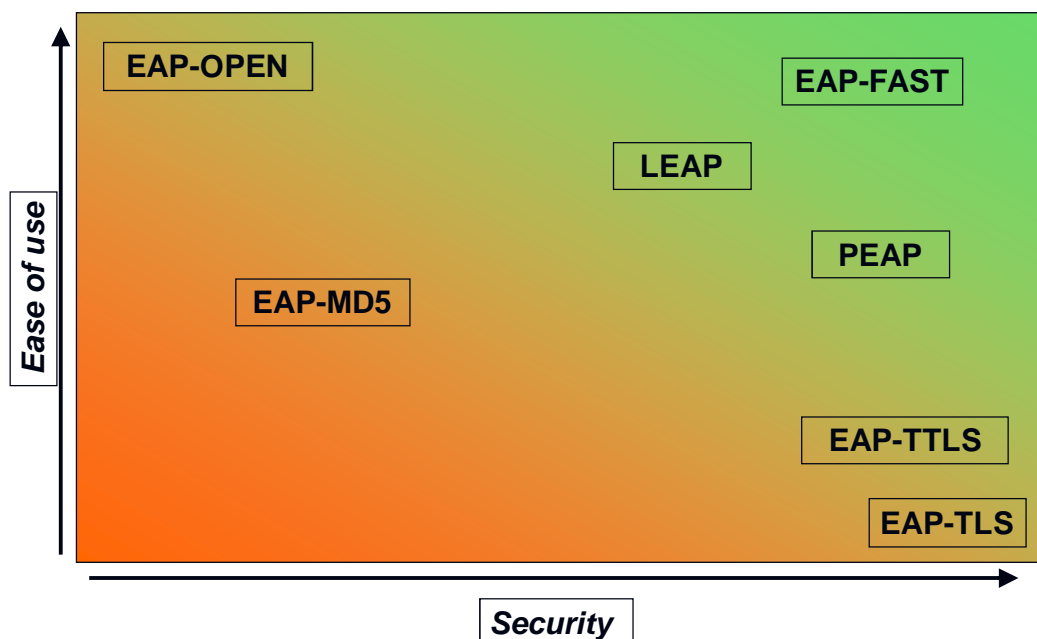 EAP-OPEN
EAP-FAST
LEAP
PEAP
EAP-MD5
EAP-TTLS
EAP-TLS
Ease of use
Security